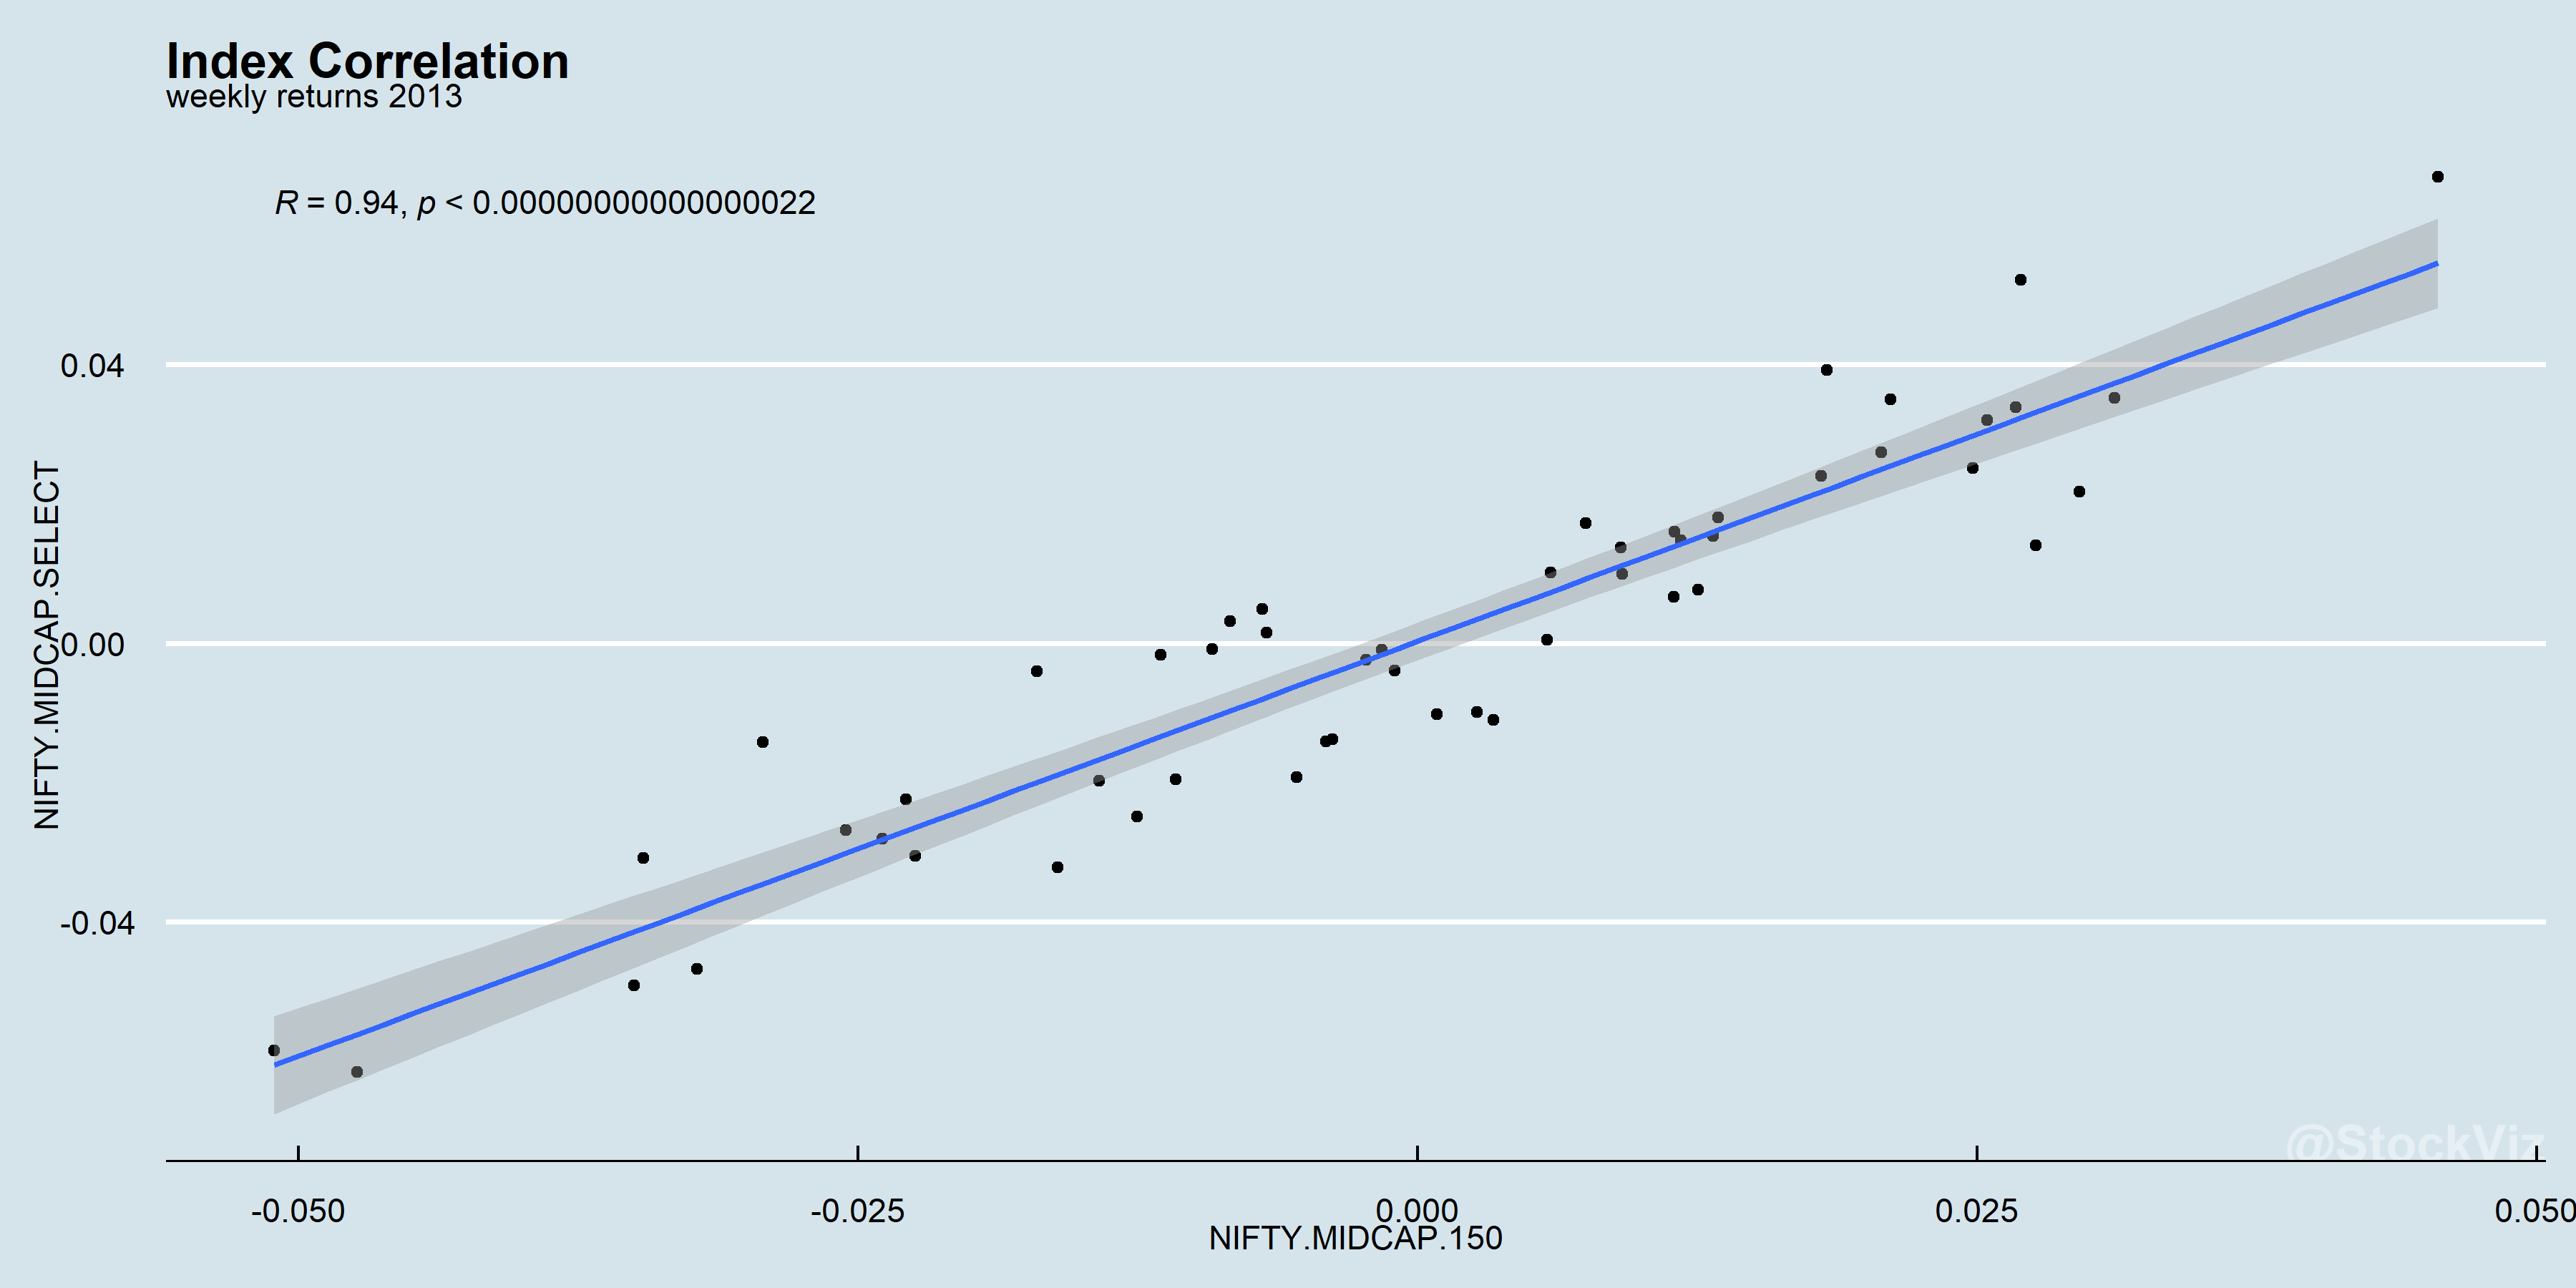 Index Correlation
weekly returns 2013
R = 0.94, p < 0.00000000000000022
0.04
0.00
-0.04
NIFTY.MIDCAP.SELECT
-0.050 -0.025 0.000 0.025 0.050
NIFTY.MIDCAP.150
@StockViz